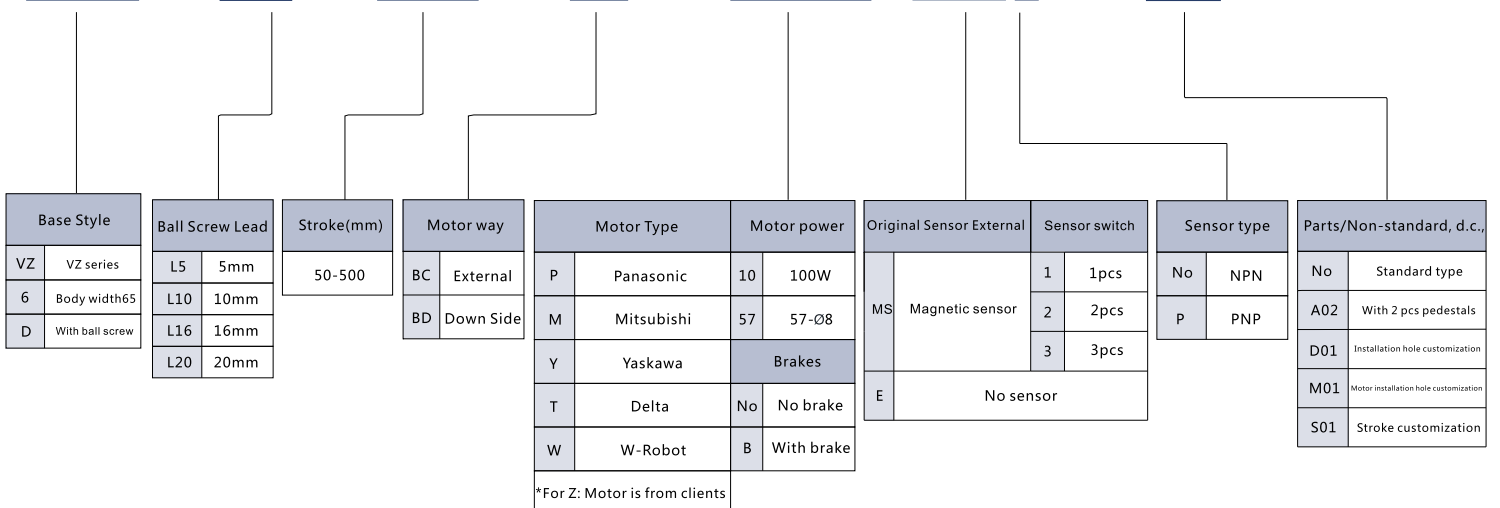 Base Style
VZ VZ series
6 Body width65
D With ball screw
Ball Screw Lead
L5 5mm
L10 10mm
L16 16mm
L20 20mm
Stroke(mm)
50-500
Motor way
BC External
BD Down Side
Motor Type
P Panasonic
M Mitsubishi
Y Yaskawa
T Delta
W W-Robot
*For Z: Motor is from clients
Motor power
10 100W
57 57-Ø8
Brakes
No No brake
B With brake
Original Sensor External
MS Magnetic sensor
E No sensor
Sensor switch
1 1pcs
2 2pcs
3 3pcs
Sensor type
No NPN
P PNP
Parts/Non-standard, d.c.,
No Standard type
A02 With 2 pcs pedestals
D01 Installation hole customization
M01 Motor installation hole customization
S01 Stroke customization